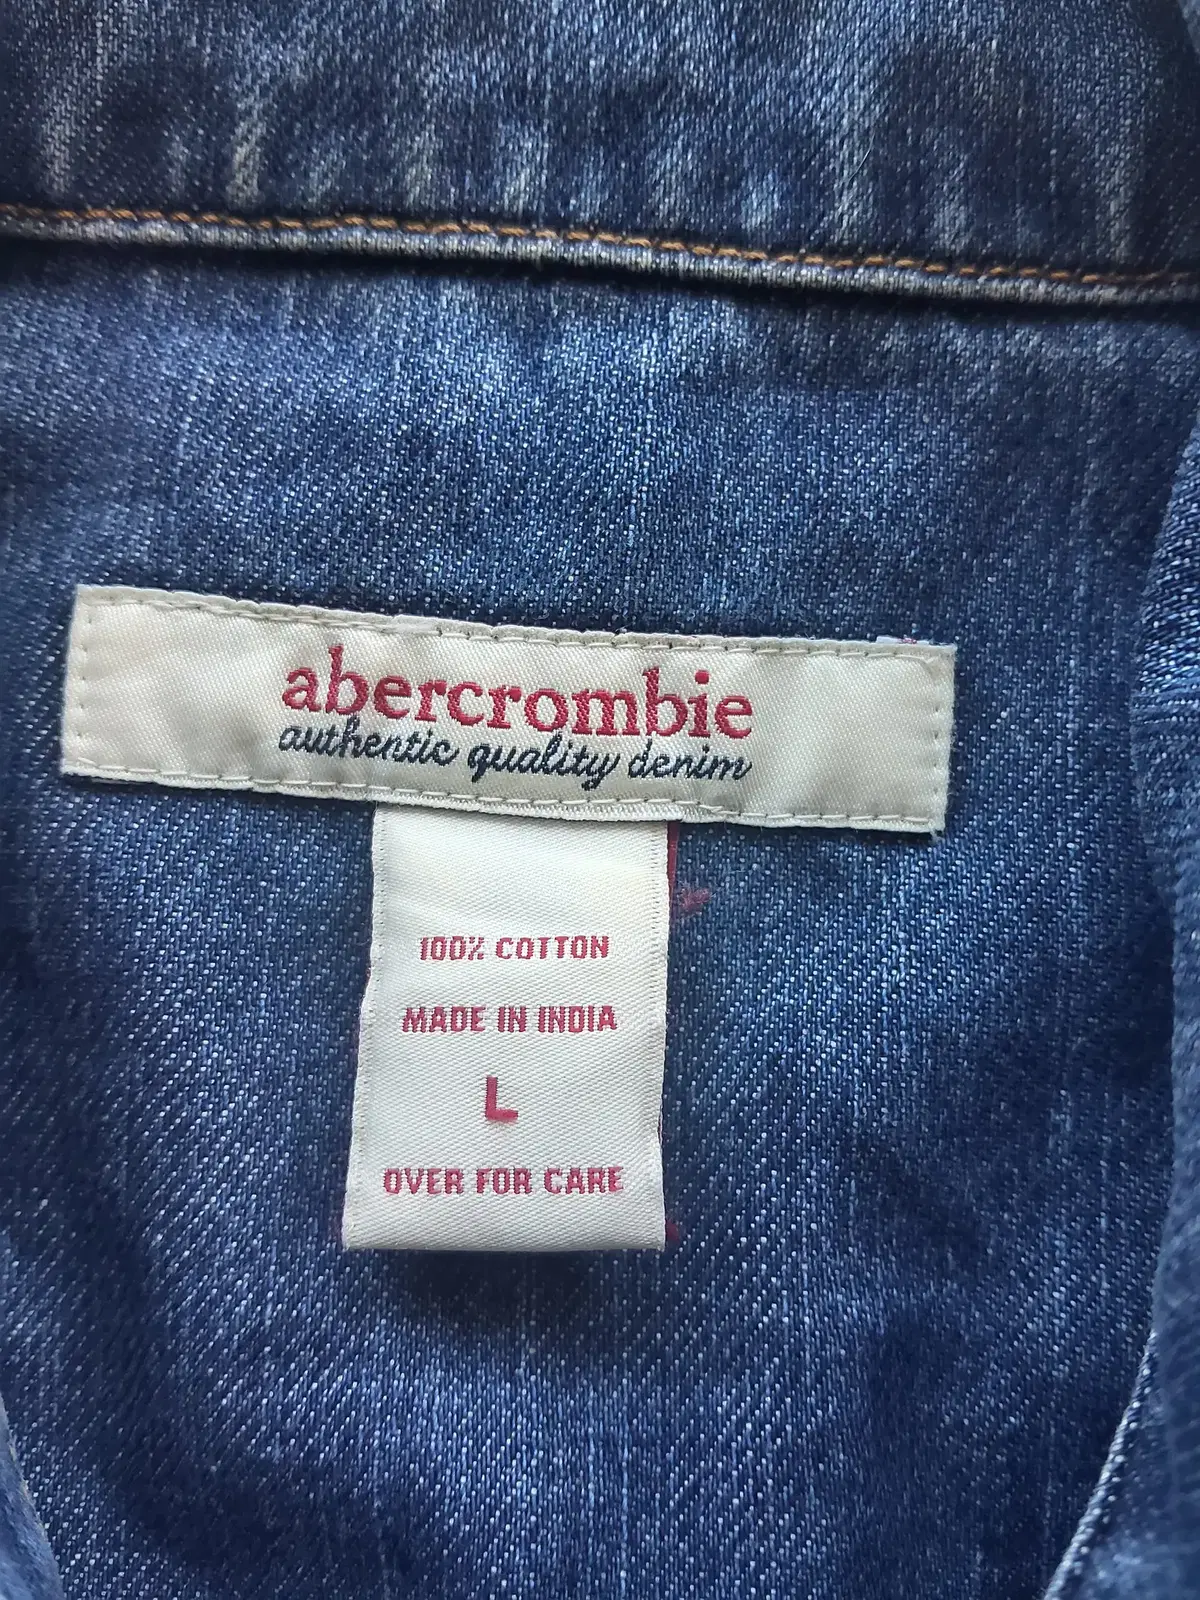 abercrombie
authentic quality denim
100% COTTON
MADE IN INDIA
L
OVER FOR CARE